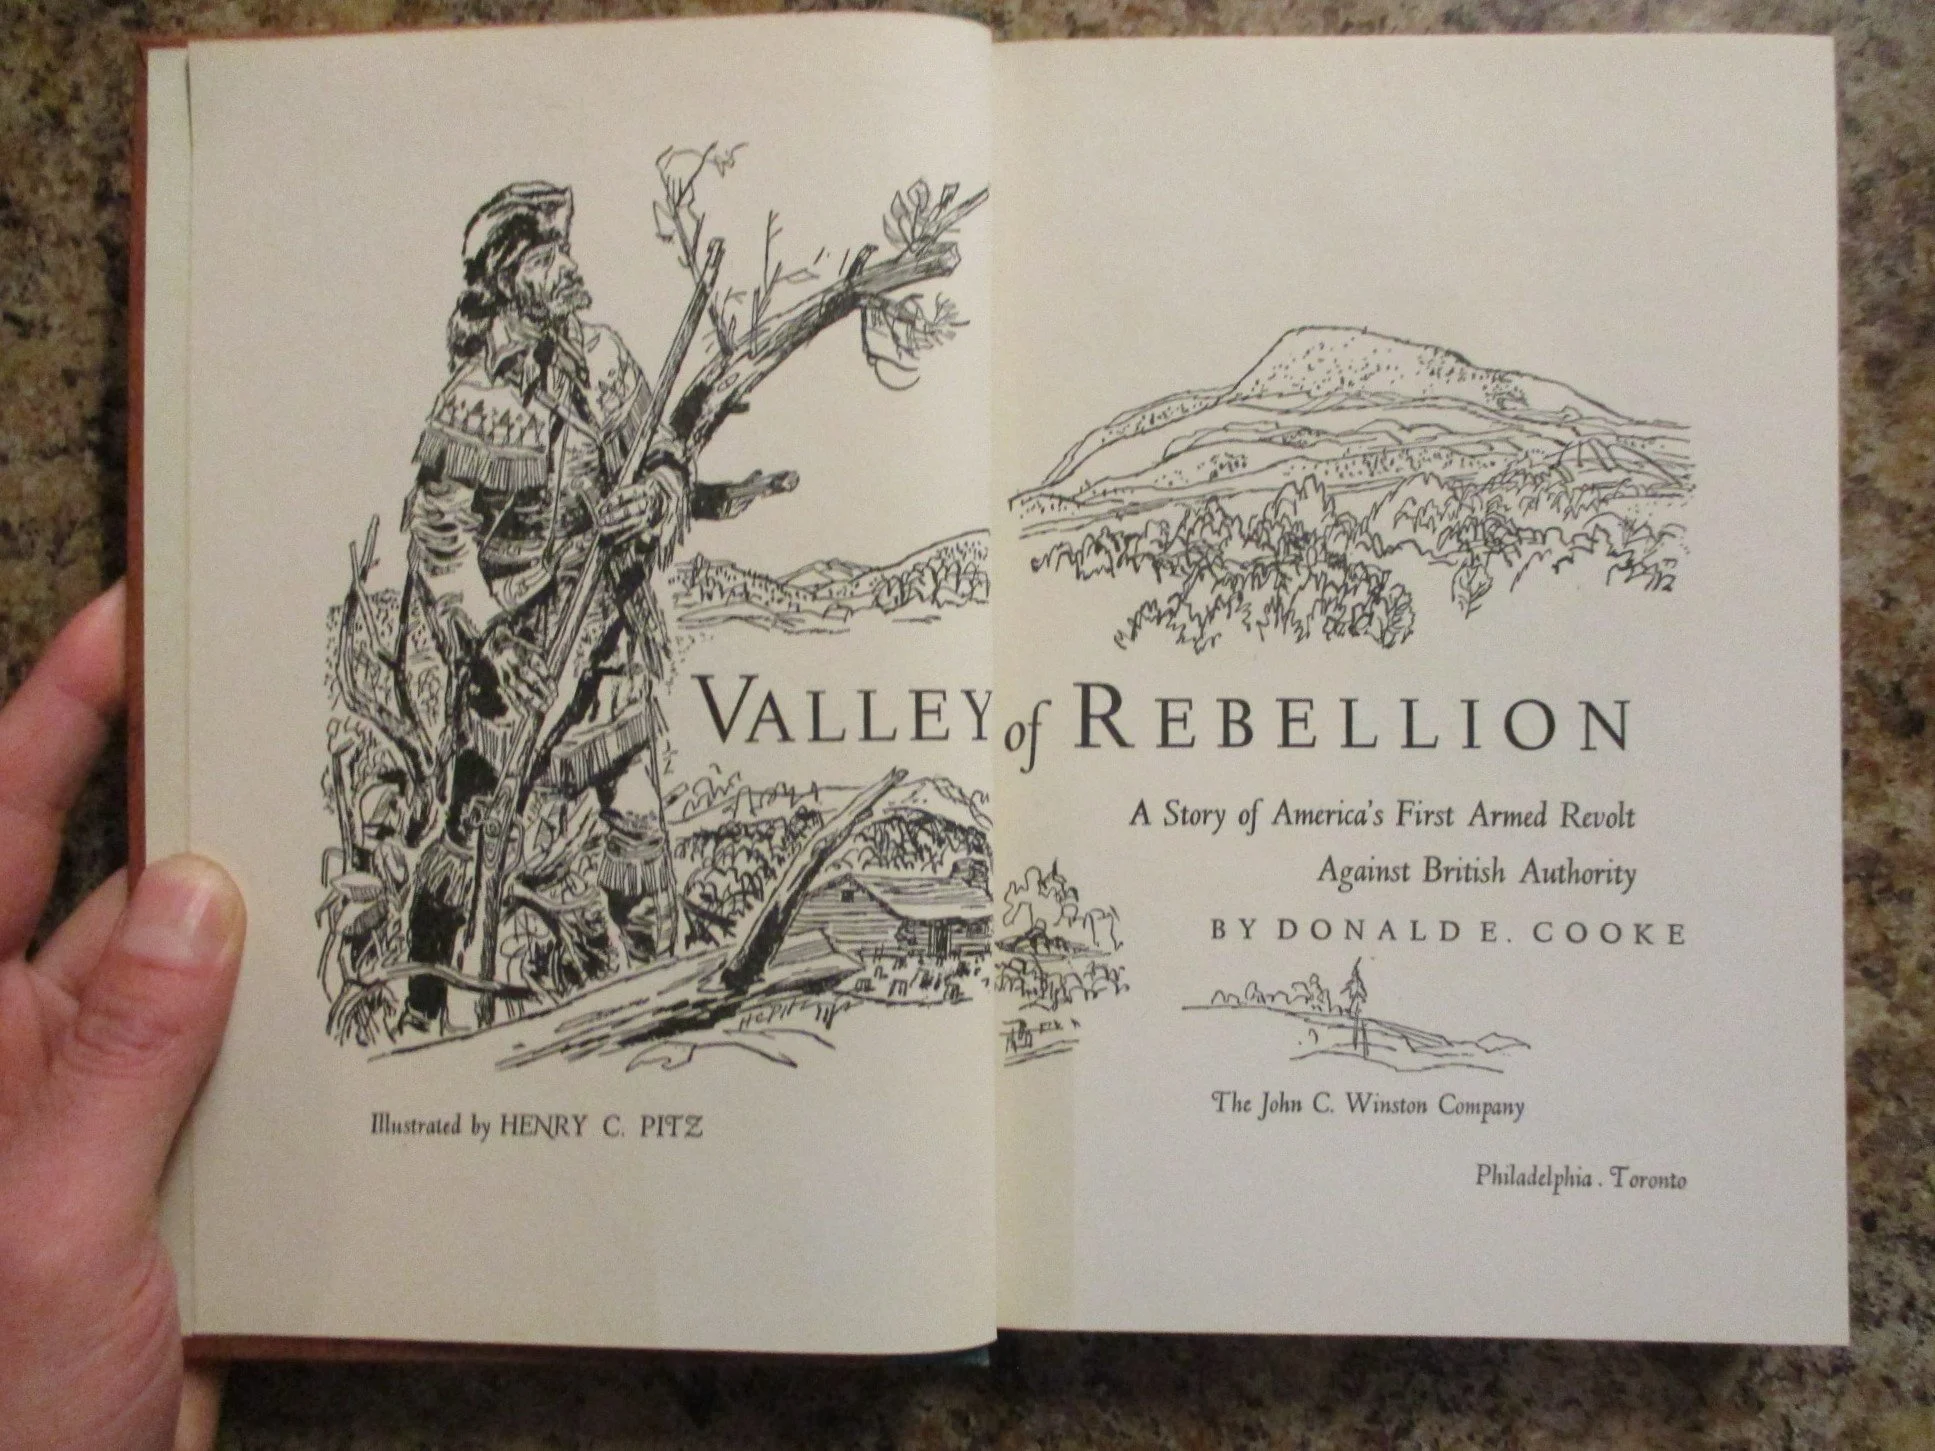 VALLEY of REBELLION
A Story of America's First Armed Revolt
Against British Authority
BY DONALD E. COOKE
H C PITZ
Illustrated by HENRY C. PITZ
The John C. Winston Company
Philadelphia . Toronto